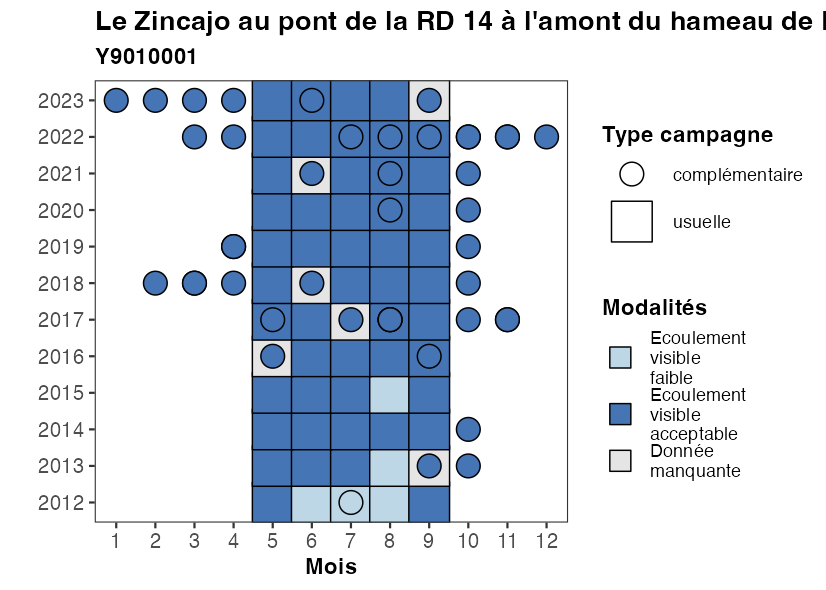 Le Zincajo au pont de la RD 14 à l'amont du hameau de
Y9010001
2023
2022
2021
2020
2019
2018
2017
2016
2015
2014
2013
2012
1 2 3 4 5 6 7 8 9 10 11 12
Mois
Type campagne
complémentaire
usuelle
Modalités
Ecoulement
visible
faible
Ecoulement
visible
acceptable
Donnée
manquante